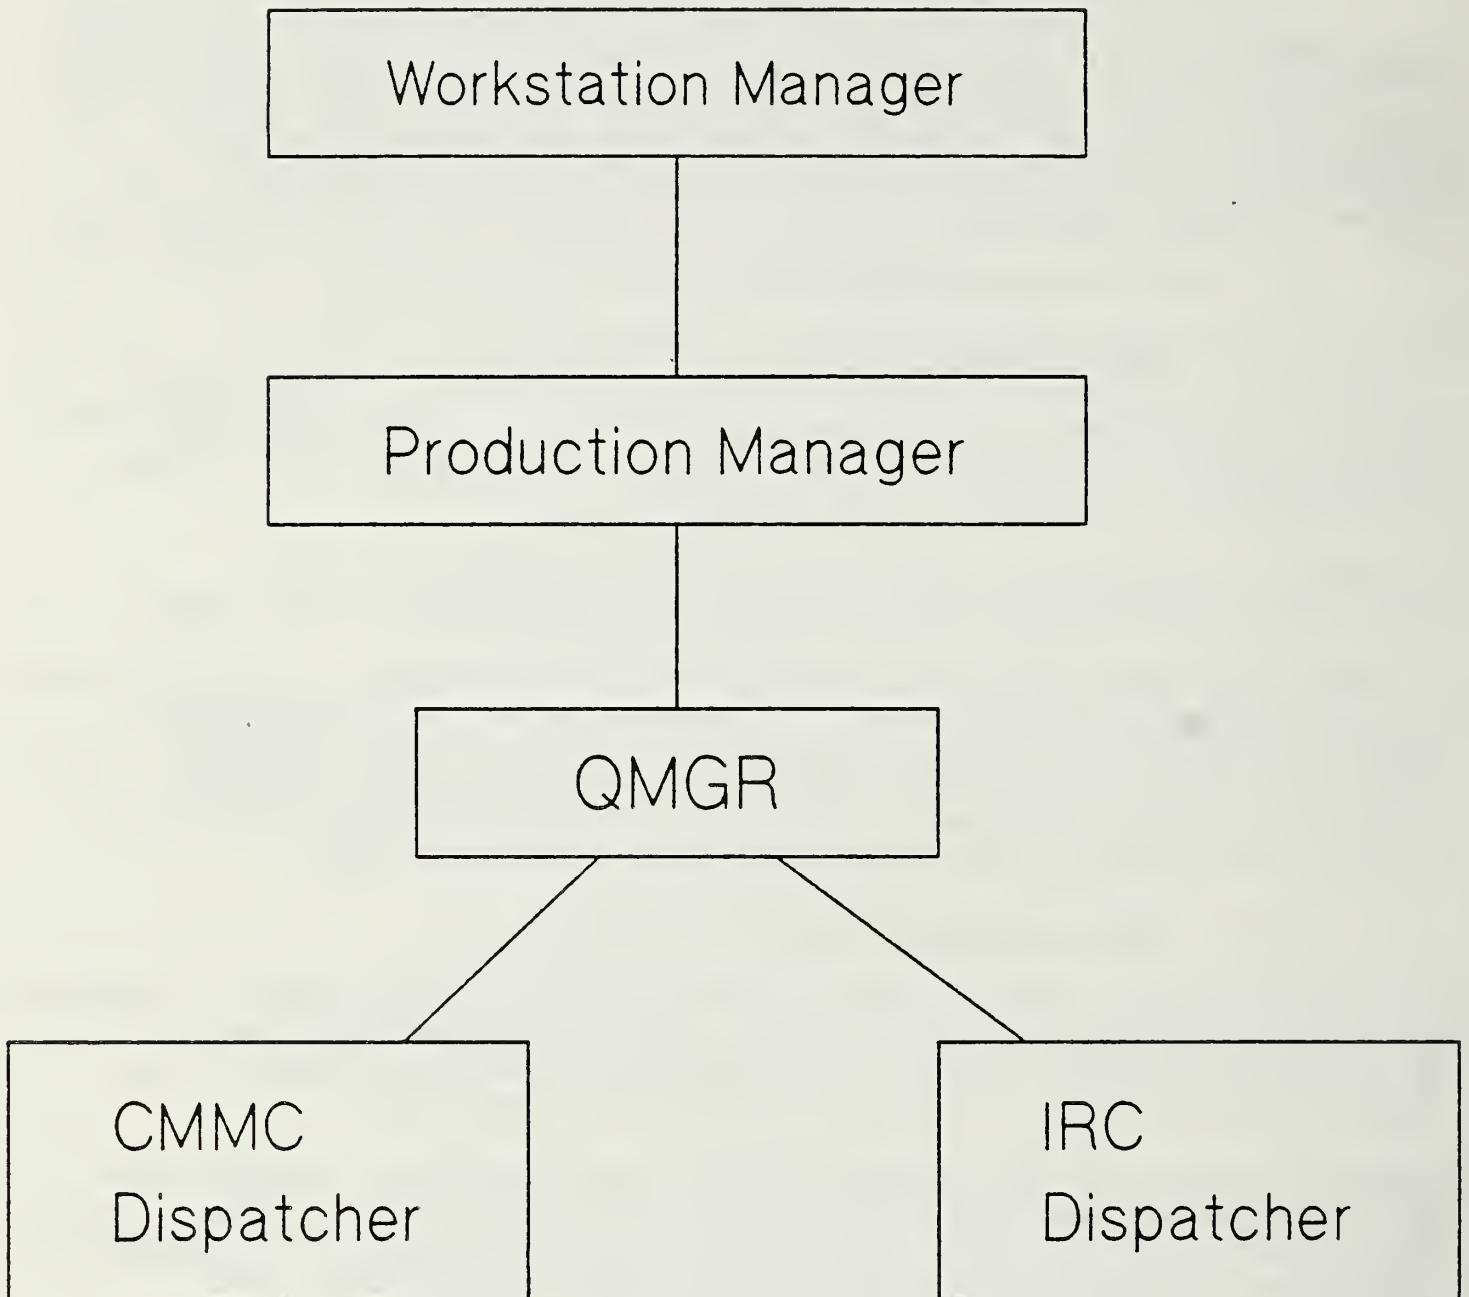 Workstation Manager
Production Manager
QMGR
CMMC
Dispatcher
IRC
Dispatcher